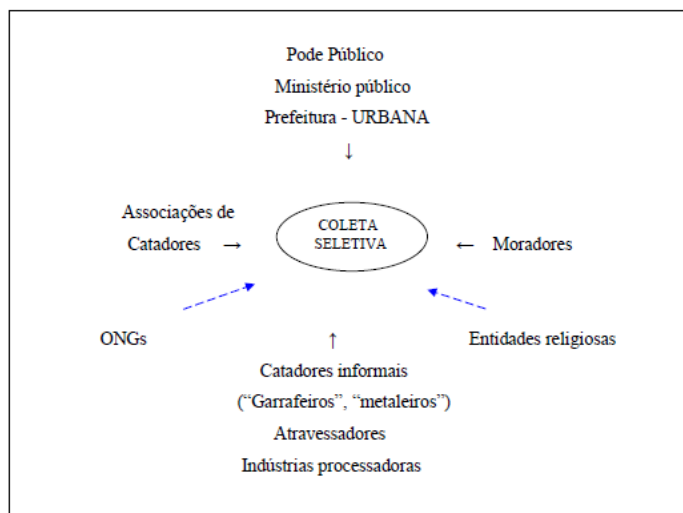 Pode Público
Ministério público
Prefeitura - URBANA
↓
Associações de
Catadores →
COLETA
SELETIVA
← Moradores
ONGs
Entidades religiosas
↑
Catadores informais
(“Garrafeiros”, “metaleiros”)
Atravessadores
Indústrias processadoras